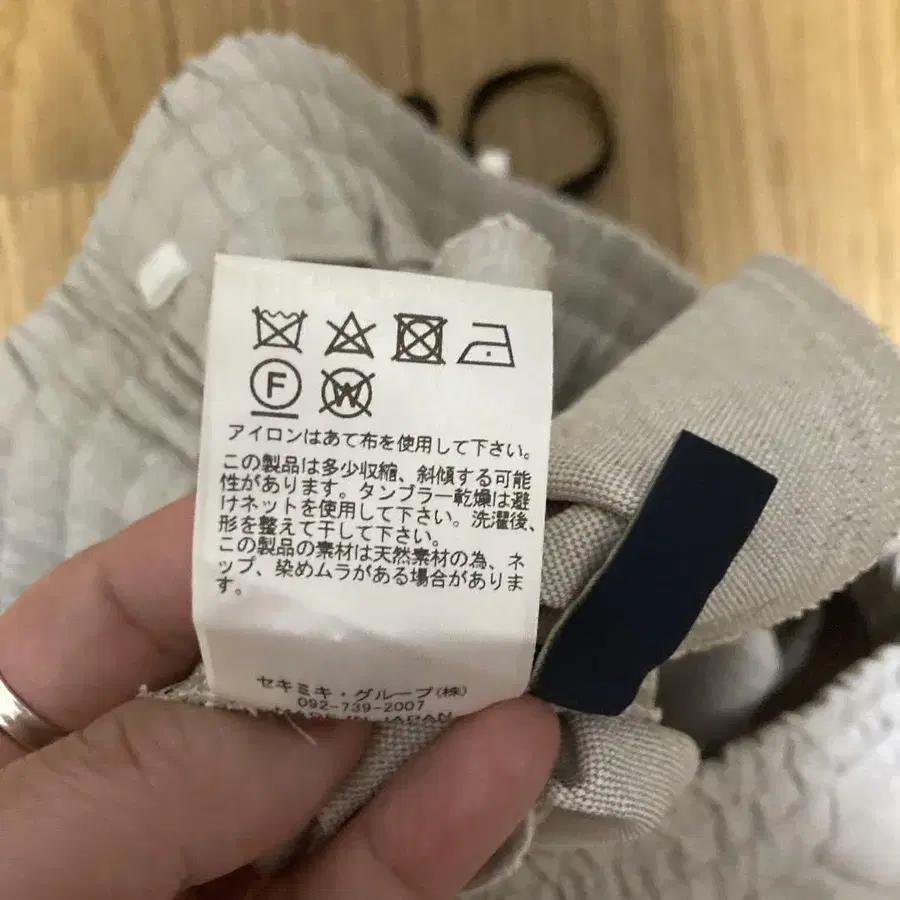 F W
アイロンはあて布を使用して下さい。
この製品は多少収縮、斜傾する可能
性があります。タンブラー乾燥は避
けネットを使用して下さい。洗濯後、
形を整えて干して下さい。
この製品の素材は天然素材の為、ネ
ップ、染めムラがある場合がありま
す。
セキミキ・グループ(株)
092-739-2007
MADE IN JAPAN